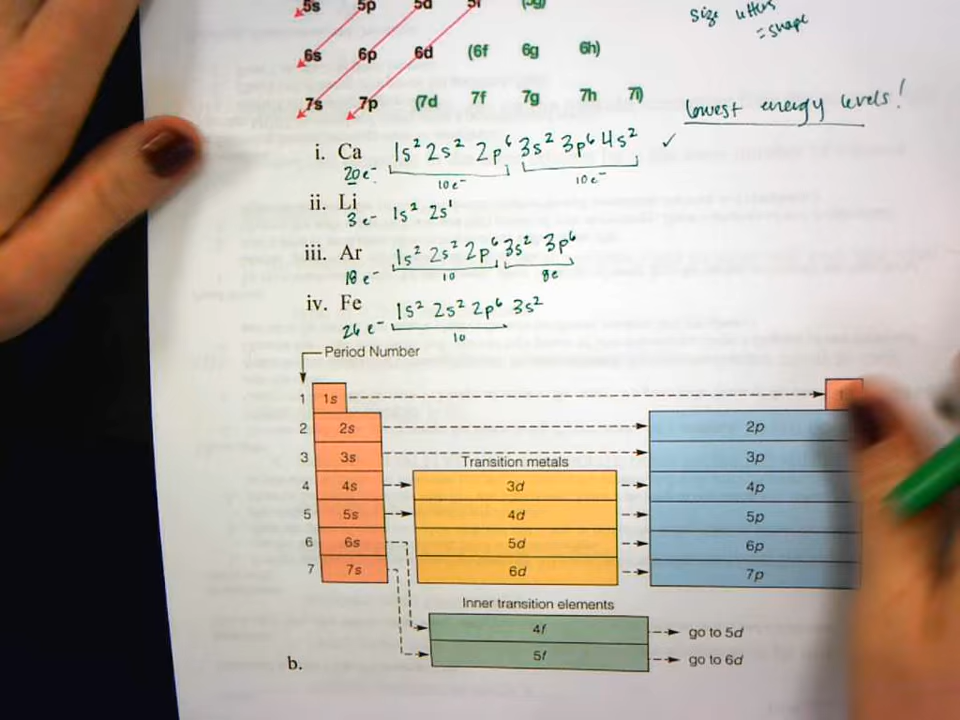 5s 5p 5d 5f (5g)
size letters
= shape
6s 6p 6d (6f 6g 6h)
7s 7p (7d 7f 7g 7h 7i)
lowest energy levels!
i. Ca 1s² 2s² 2p⁶ 3s² 3p⁶ 4s² ✓
20e⁻ 10e⁻ 10e⁻
ii. Li 1s² 2s¹
3e⁻
iii. Ar 1s² 2s² 2p⁶ 3s² 3p⁶
18e⁻ 10 8e
iv. Fe 1s² 2s² 2p⁶ 3s²
26e⁻ 10
Period Number
1 1s
2 2s 2p
3 3s 3p
Transition metals
4 4s 3d 4p
5 5s 4d 5p
6 6s 5d 6p
7 7s 6d 7p
Inner transition elements
4f go to 5d
5f go to 6d
b.